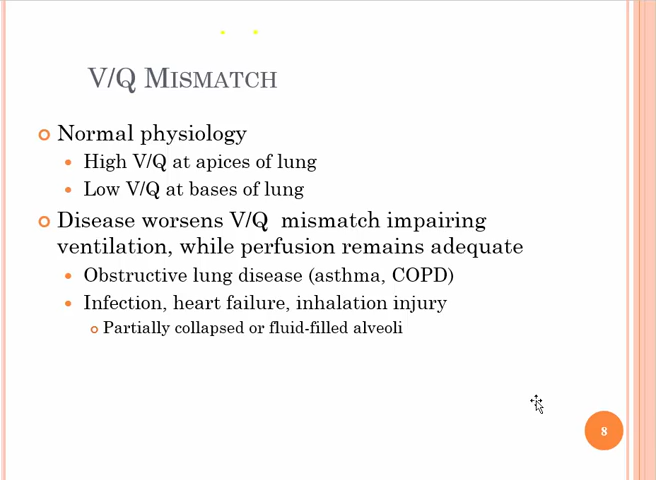 V/Q MISMATCH
Normal physiology
High V/Q at apices of lung
Low V/Q at bases of lung
Disease worsens V/Q mismatch impairing
ventilation, while perfusion remains adequate
Obstructive lung disease (asthma, COPD)
Infection, heart failure, inhalation injury
Partially collapsed or fluid-filled alveoli
8